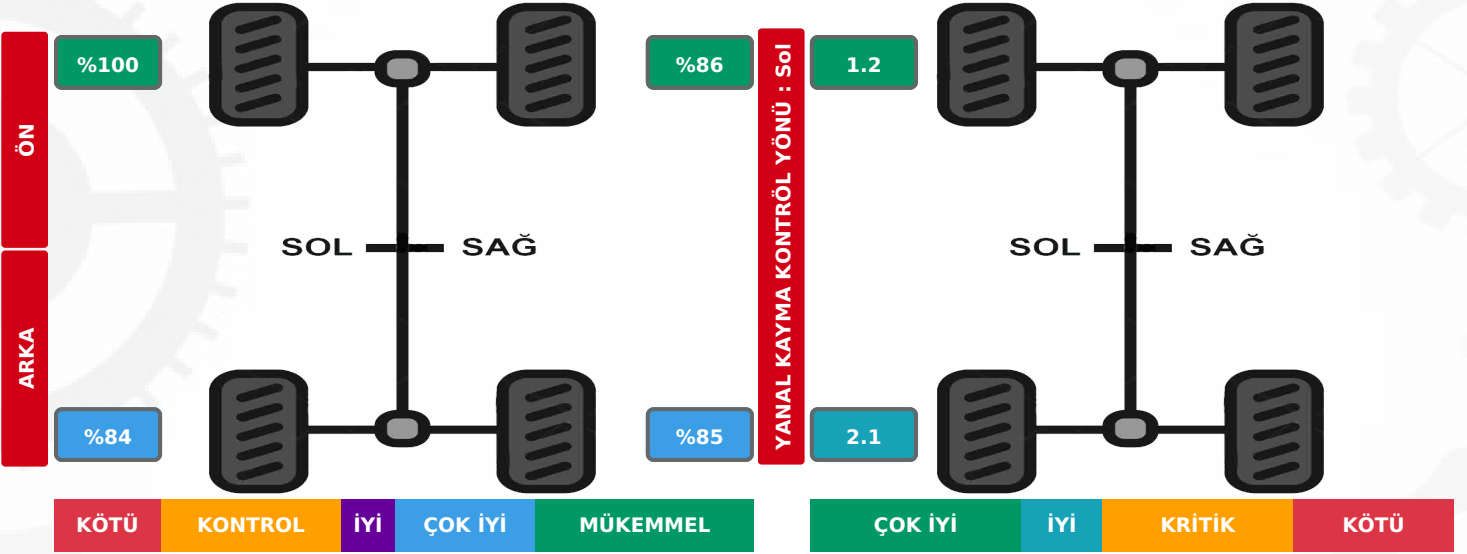 ÖN
%100
%86
SOL
SAĞ
ARKA
%84
%85
KÖTÜ
KONTROL
İYİ
ÇOK İYİ
MÜKEMMEL
YANAL KAYMA KONTRÖL YÖNÜ : Sol
1.2
SOL
SAĞ
2.1
ÇOK İYİ
İYİ
KRİTİK
KÖTÜ